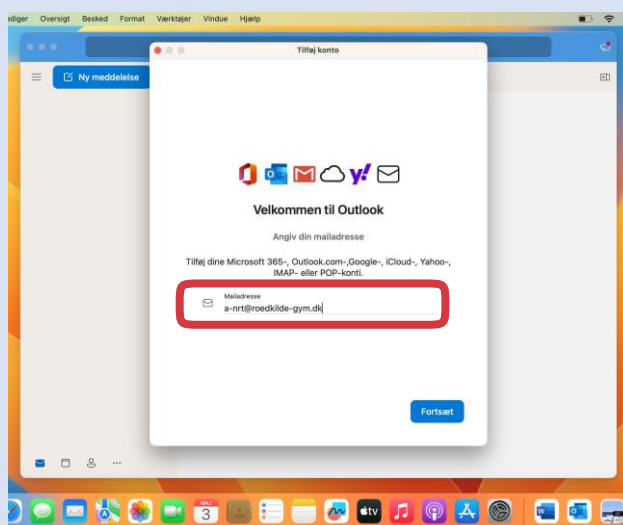 Oversigt Besked Format Værktøjer Vindue Hjælp
Tilføj konto
Ny meddelelse
Velkommen til Outlook
Angiv din mailadresse
Tilføj dine Microsoft 365-, Outlook.com-,Google-, iCloud-, Yahoo-,
IMAP- eller POP-konti.
Mailadresse
a-nrt@roedkilde-gym.dk
Fortsæt
MAJ
3
tv